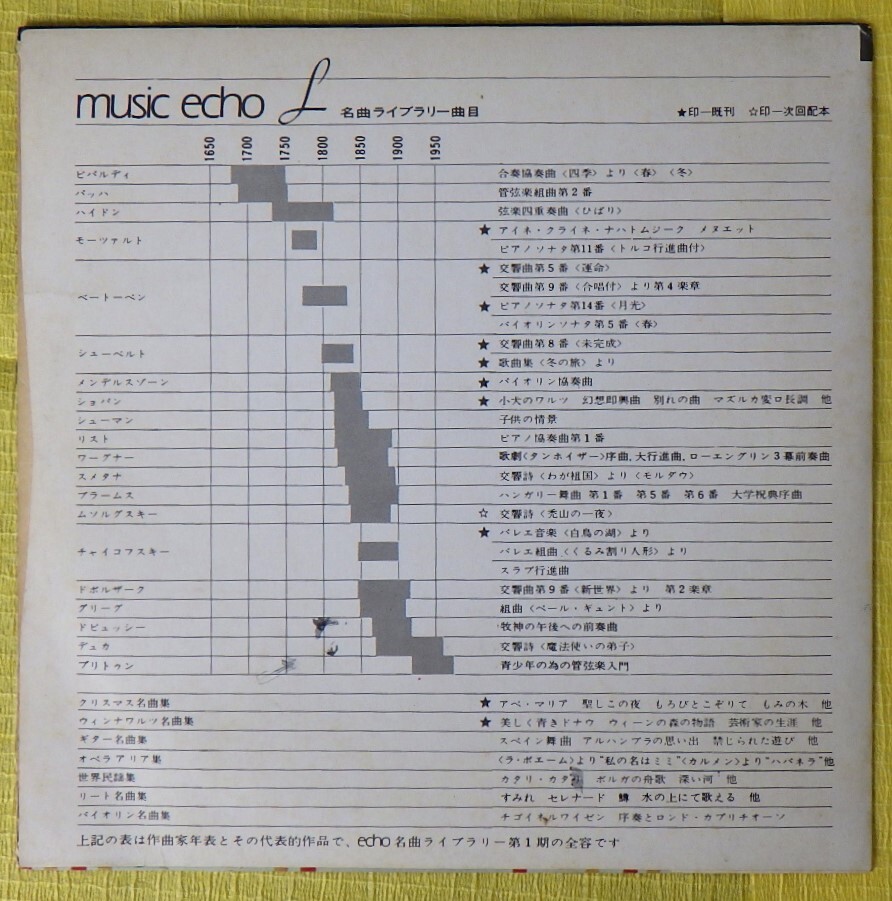 music echo L 名曲ライブラリー曲目 ★印—既刊 ☆印—次回配本
1650 1700 1750 1800 1850 1900 1950
ビバルディ 合奏協奏曲〈四季〉より〈春〉〈冬〉
バッハ 管弦楽組曲第2番
ハイドン 弦楽四重奏曲〈ひばり〉
モーツァルト ★ アイネ・クライネ・ナハトムジーク メヌエット
ピアノソナタ第11番〈トルコ行進曲付〉
ベートーベン ★ 交響曲第5番〈運命〉
交響曲第9番〈合唱付〉より第4楽章
★ ピアノソナタ第14番〈月光〉
バイオリンソナタ第5番〈春〉
シューベルト ★ 交響曲第8番〈未完成〉
★ 歌曲集〈冬の旅〉より
メンデルスゾーン ★ バイオリン協奏曲
ショパン ★ 小犬のワルツ 幻想即興曲 別れの曲 マズルカ変ロ長調 他
シューマン 子供の情景
リスト ピアノ協奏曲第1番
ワーグナー 歌劇〈タンホイザー〉序曲,大行進曲,ローエングリン3幕前奏曲
スメタナ 交響詩〈わが祖国〉より〈モルダウ〉
ブラームス ハンガリー舞曲 第1番 第5番 第6番 大学祝典序曲
ムソルグスキー ☆ 交響詩〈禿山の一夜〉
チャイコフスキー ★ バレエ音楽〈白鳥の湖〉より
バレエ組曲〈くるみ割り人形〉より
スラブ行進曲
ドボルザーク 交響曲第9番〈新世界〉より 第2楽章
グリーグ 組曲〈ペール・ギュント〉より
ドビュッシー 牧神の午後への前奏曲
デュカ 交響詩〈魔法使いの弟子〉
ブリトゥン 青少年の為の管弦楽入門
クリスマス名曲集 ★ アベ・マリア 聖しこの夜 もろびとこぞりて もみの木 他
ウィンナワルツ名曲集 ★ 美しく青きドナウ ウィーンの森の物語 芸術家の生涯 他
ギター名曲集 スペイン舞曲 アルハンブラの思い出 禁じられた遊び 他
オペラアリア集 〈ラ・ボエーム〉より“私の名はミミ”〈カルメン〉より“ハバネラ”他
世界民謡集 カタリ・カタリ ボルガの舟歌 深い河 他
リート名曲集 すみれ セレナード 鱒 水の上にて歌える 他
バイオリン名曲集 チゴイネルワイゼン 序奏とロンド・カプリチオーソ
上記の表は作曲家年表とその代表的作品で、echo名曲ライブラリー第1期の全容です